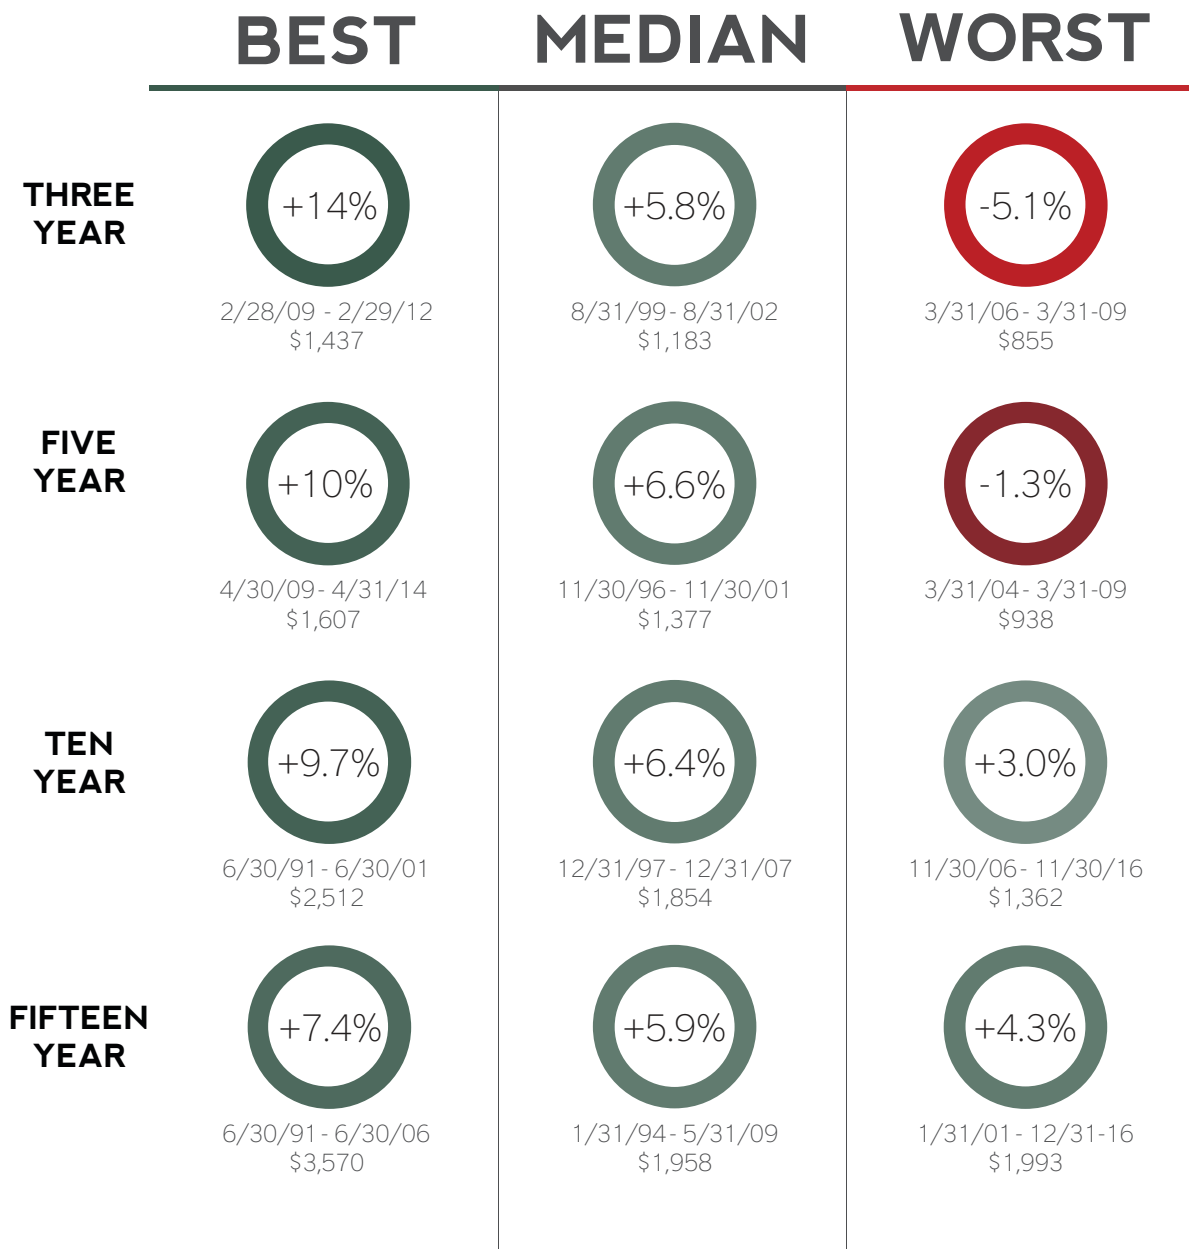 BEST MEDIAN WORST
THREE
YEAR
+14% +5.8% -5.1%
2/28/09 - 2/29/12 8/31/99 - 8/31/02 3/31/06 - 3/31-09
$1,437 $1,183 $855
FIVE
YEAR
+10% +6.6% -1.3%
4/30/09 - 4/31/14 11/30/96 - 11/30/01 3/31/04 - 3/31-09
$1,607 $1,377 $938
TEN
YEAR
+9.7% +6.4% +3.0%
6/30/91 - 6/30/01 12/31/97 - 12/31/07 11/30/06 - 11/30/16
$2,512 $1,854 $1,362
FIFTEEN
YEAR
+7.4% +5.9% +4.3%
6/30/91 - 6/30/06 1/31/94 - 5/31/09 1/31/01 - 12/31-16
$3,570 $1,958 $1,993